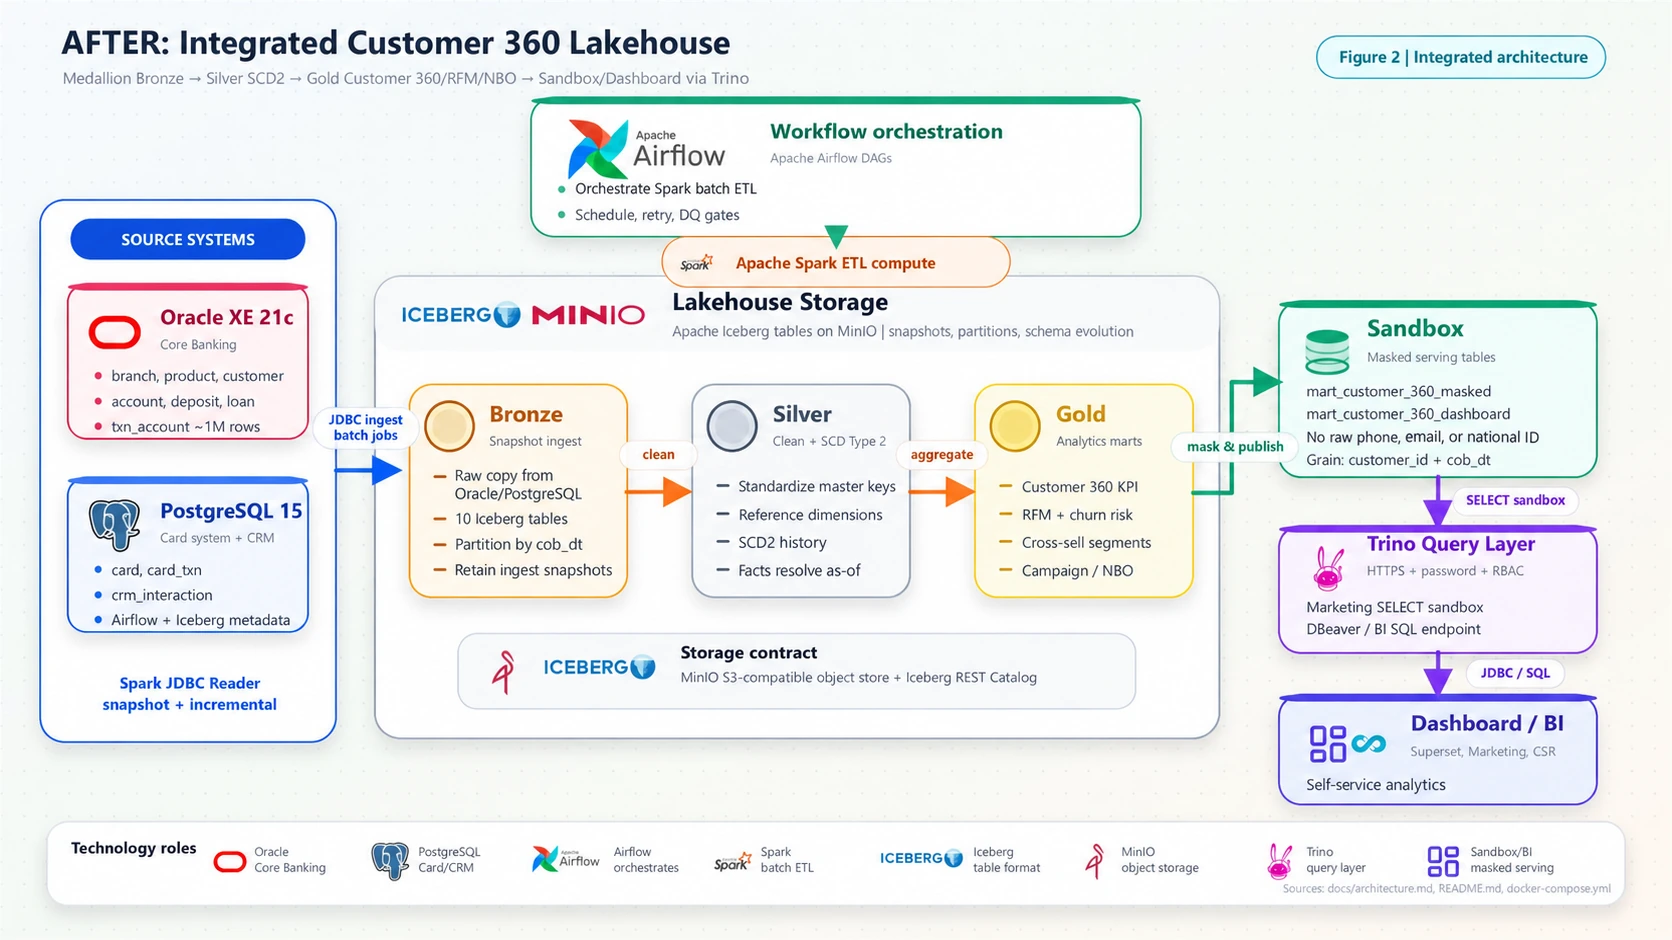 AFTER: Integrated Customer 360 Lakehouse
Medallion Bronze → Silver SCD2 → Gold Customer 360/RFM/NBO → Sandbox/Dashboard via Trino
Figure 2 | Integrated architecture
Apache
Airflow
Workflow orchestration
Apache Airflow DAGs
Orchestrate Spark batch ETL
Schedule, retry, DQ gates
Spark
Apache Spark ETL compute
SOURCE SYSTEMS
Oracle XE 21c
Core Banking
branch, product, customer
account, deposit, loan
txn_account ~1M rows
PostgreSQL 15
Card system + CRM
card, card_txn
crm_interaction
Airflow + Iceberg metadata
Spark JDBC Reader
snapshot + incremental
JDBC ingest
batch jobs
ICEBERG MINIO
Lakehouse Storage
Apache Iceberg tables on MinIO | snapshots, partitions, schema evolution
Bronze
Snapshot ingest
Raw copy from
Oracle/PostgreSQL
10 Iceberg tables
Partition by cob_dt
Retain ingest snapshots
clean
Silver
Clean + SCD Type 2
Standardize master keys
Reference dimensions
SCD2 history
Facts resolve as-of
aggregate
Gold
Analytics marts
Customer 360 KPI
RFM + churn risk
Cross-sell segments
Campaign / NBO
mask & publish
ICEBERG
Storage contract
MinIO S3-compatible object store + Iceberg REST Catalog
Sandbox
Masked serving tables
mart_customer_360_masked
mart_customer_360_dashboard
No raw phone, email, or national ID
Grain: customer_id + cob_dt
SELECT sandbox
Trino Query Layer
HTTPS + password + RBAC
Marketing SELECT sandbox
DBeaver / BI SQL endpoint
JDBC / SQL
Dashboard / BI
Superset, Marketing, CSR
Self-service analytics
Technology roles
Oracle
Core Banking
PostgreSQL
Card/CRM
Apache
Airflow
Airflow
orchestrates
Spark
Spark
batch ETL
ICEBERG
Iceberg
table format
MinIO
object storage
Trino
query layer
Sandbox/BI
masked serving
Sources: docs/architecture.md, README.md, docker-compose.yml